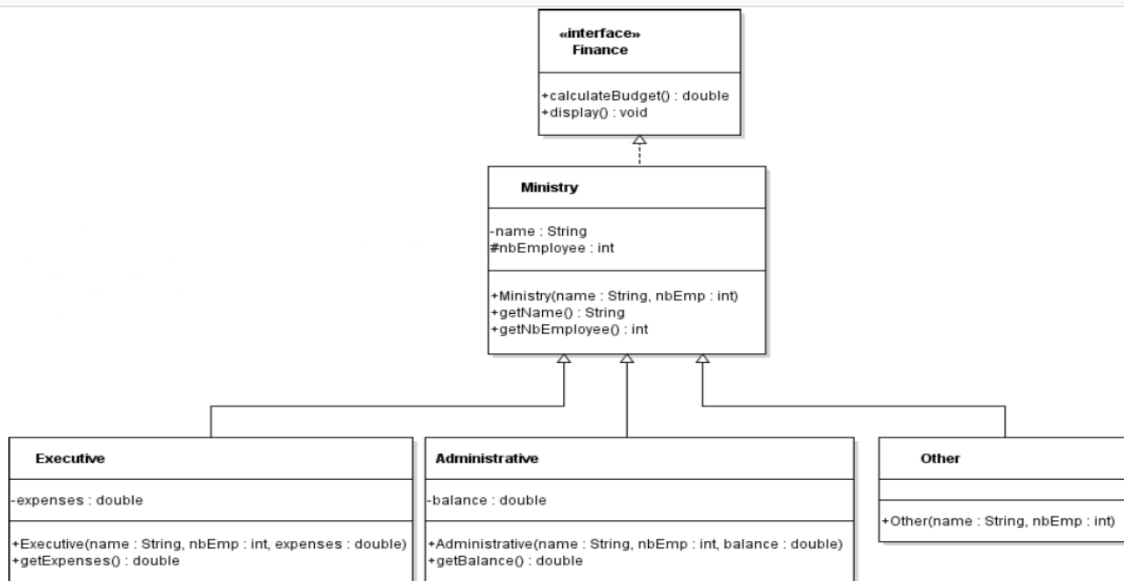 «interface»
Finance
+calculateBudget() : double
+display() : void
Ministry
-name : String
#nbEmployee : int
+Ministry(name : String, nbEmp : int)
+getName() : String
+getNbEmployee() : int
Executive
-expenses : double
+Executive(name : String, nbEmp : int, expenses : double)
+getExpenses() : double
Administrative
-balance : double
+Administrative(name : String, nbEmp : int, balance : double)
+getBalance() : double
Other
+Other(name : String, nbEmp : int)